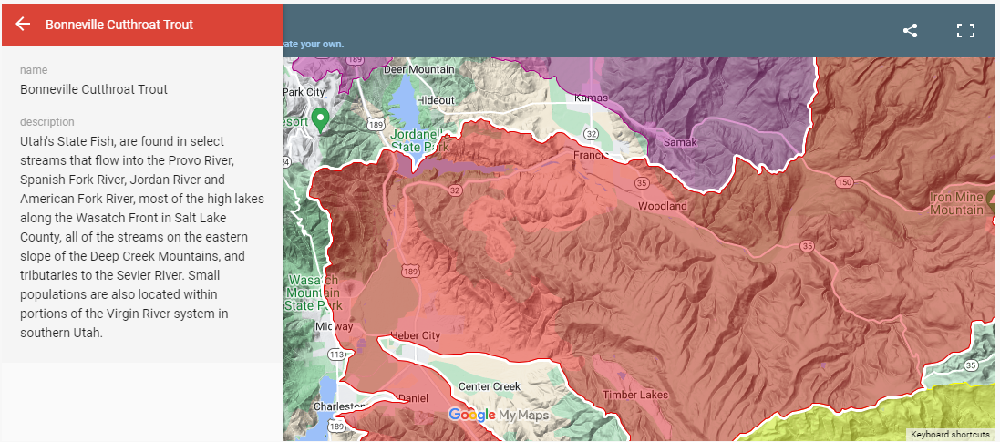 Bonneville Cutthroat Trout
eate your own.
name
Bonneville Cutthroat Trout
description
Utah's State Fish, are found in select
streams that flow into the Provo River,
Spanish Fork River, Jordan River and
American Fork River, most of the high lakes
along the Wasatch Front in Salt Lake
County, all of the streams on the eastern
slope of the Deep Creek Mountains, and
tributaries to the Sevier River. Small
populations are also located within
portions of the Virgin River system in
southern Utah.
189
Deer Mountain
Park City
Hideout
Kamas
esort
189
Jordanell
State Park
32
Samak
Francis
24
32
35
150
Woodland
Iron Mine
Mountain
35
189
Wasatch
Mountain
State Park
Midway
Heber City
113
35
Center Creek
Daniel
Timber Lakes
Charleston
Google My Maps
189
Keyboard shortcuts